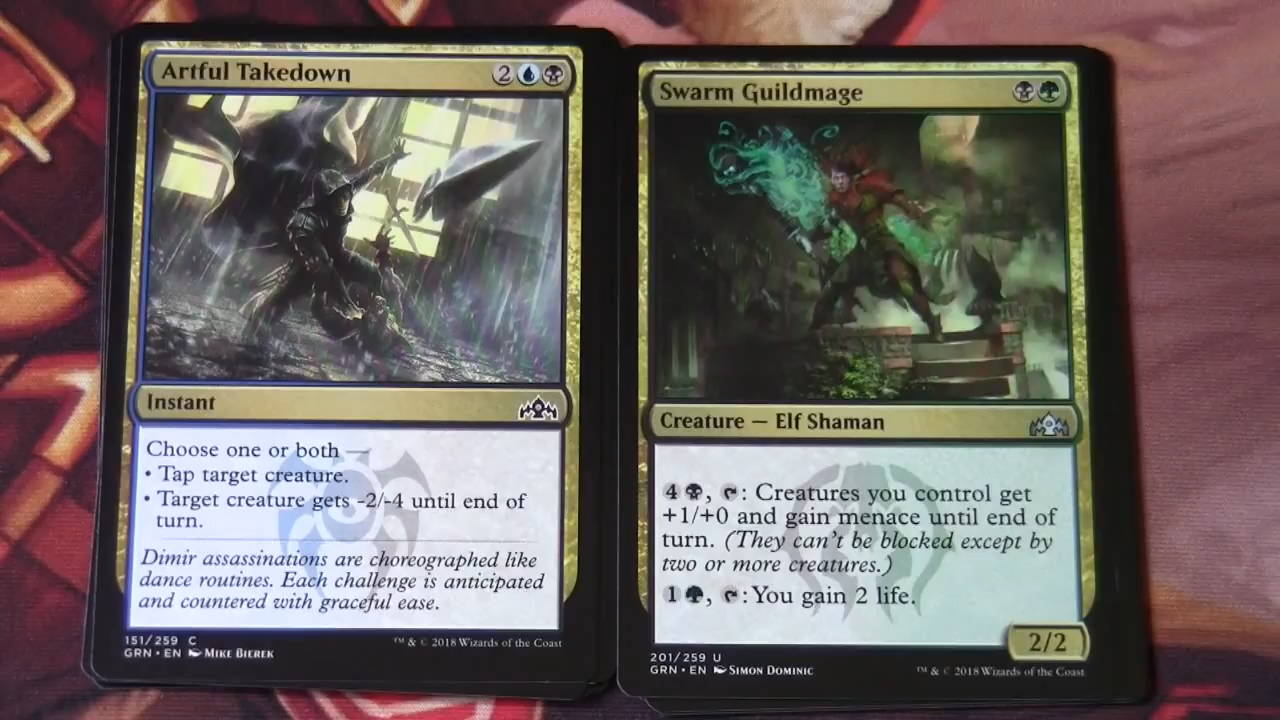 Artful Takedown 2
Instant
Choose one or both —
• Tap target creature.
• Target creature gets -2/-4 until end of
turn.
Dimir assassinations are choreographed like
dance routines. Each challenge is anticipated
and countered with graceful ease.
151/259 C
GRN • EN Mike Bierek
™ & © 2018 Wizards of the Coast
Swarm Guildmage
Creature — Elf Shaman
4, : Creatures you control get
+1/+0 and gain menace until end of
turn. (They can't be blocked except by
two or more creatures.)
1, : You gain 2 life.
2/2
201/259 U
GRN • EN Simon Dominic
™ & © 2018 Wizards of the Coast